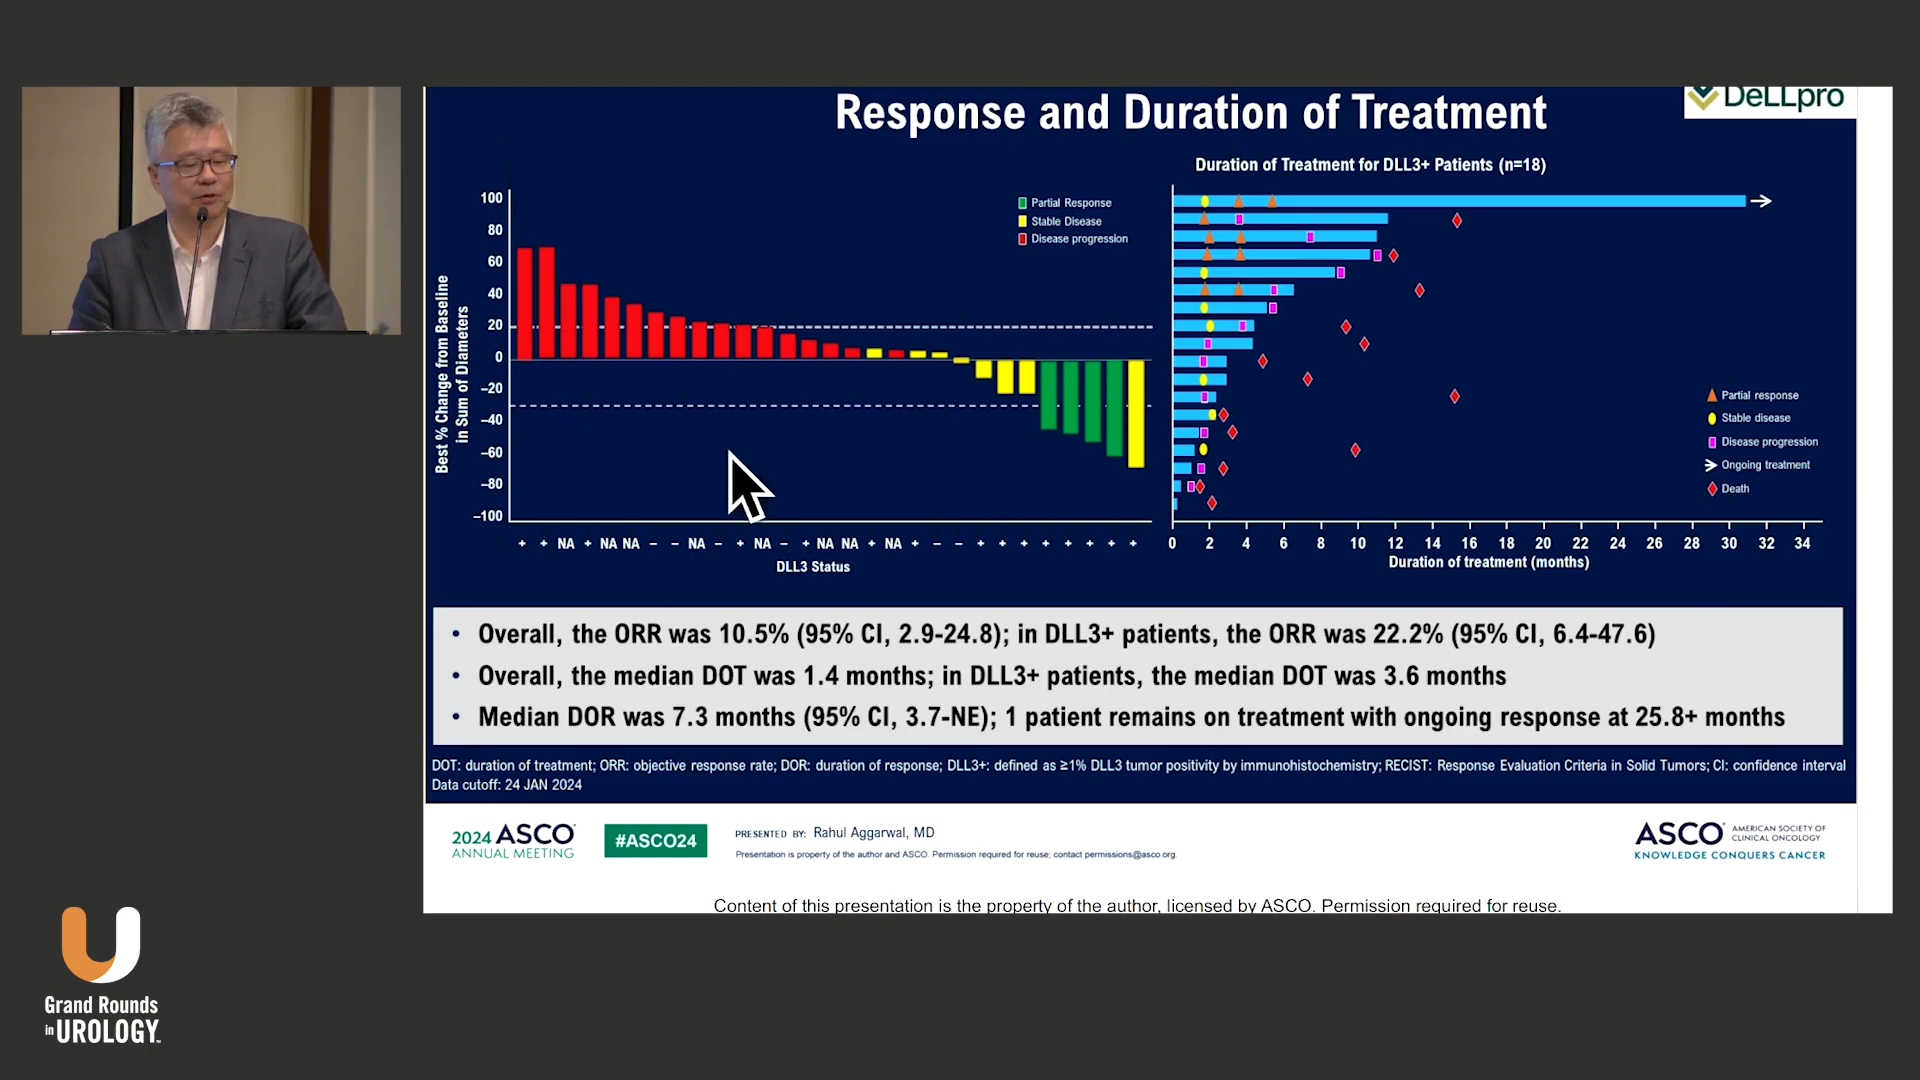 Response and Duration of Treatment
DeLLpro
Best % Change from Baseline
in Sum of Diameters
100
80
60
40
20
0
–20
–40
–60
–80
–100
Partial Response
Stable Disease
Disease progression
+ + NA + NA NA – – NA – + NA – + NA NA + NA + – – + + + + + + + +
DLL3 Status
Duration of Treatment for DLL3+ Patients (n=18)
Partial response
Stable disease
Disease progression
Ongoing treatment
Death
0 2 4 6 8 10 12 14 16 18 20 22 24 26 28 30 32 34
Duration of treatment (months)
• Overall, the ORR was 10.5% (95% CI, 2.9-24.8); in DLL3+ patients, the ORR was 22.2% (95% CI, 6.4-47.6)
• Overall, the median DOT was 1.4 months; in DLL3+ patients, the median DOT was 3.6 months
• Median DOR was 7.3 months (95% CI, 3.7-NE); 1 patient remains on treatment with ongoing response at 25.8+ months
DOT: duration of treatment; ORR: objective response rate; DOR: duration of response; DLL3+: defined as ≥1% DLL3 tumor positivity by immunohistochemistry; RECIST: Response Evaluation Criteria in Solid Tumors; CI: confidence interval
Data cutoff: 24 JAN 2024
2024 ASCO
ANNUAL MEETING
#ASCO24
PRESENTED BY: Rahul Aggarwal, MD
Presentation is property of the author and ASCO. Permission required for reuse; contact permissions@asco.org.
ASCO AMERICAN SOCIETY OF
CLINICAL ONCOLOGY
KNOWLEDGE CONQUERS CANCER
Content of this presentation is the property of the author, licensed by ASCO. Permission required for reuse.
Grand Rounds
in UROLOGY